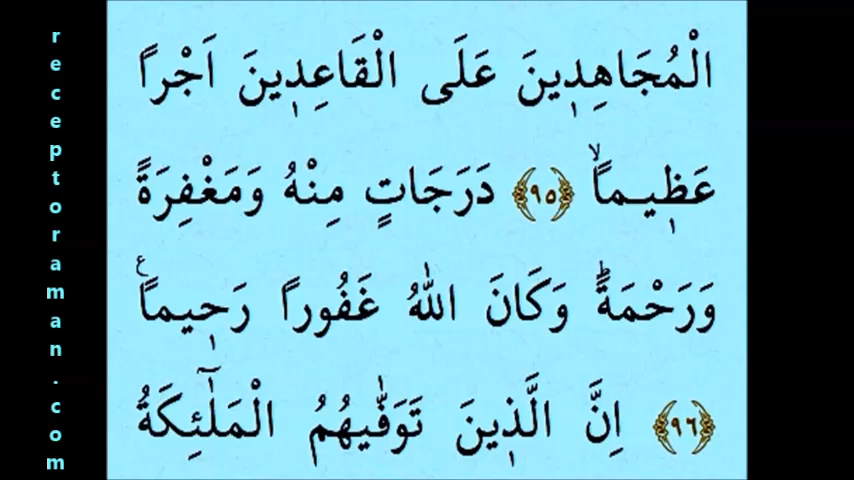 الْمُجَاهِدٖينَ عَلَى الْقَاعِدٖينَ اَجْراً
عَظٖيماًۙ ﴿٩٥﴾ دَرَجَاتٍ مِنْهُ وَمَغْفِرَةً
وَرَحْمَةًؕ وَكَانَ اللّٰهُ غَفُوراً رَحٖيماًࣖ
﴿٩٦﴾ اِنَّ الَّذٖينَ تَوَفّٰيهُمُ الْمَلٰٓئِكَةُ
receptoraman.com